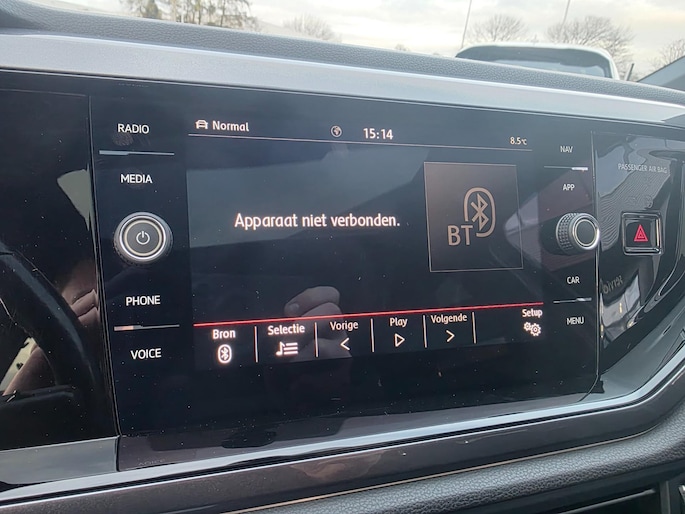 RADIO
MEDIA
PHONE
VOICE
Normal
15:14
8.5°C
Apparaat niet verbonden.
BT
Bron
Selectie
Vorige
Play
Volgende
Setup
NAV
APP
CAR
MENU
PASSENGER AIR BAG